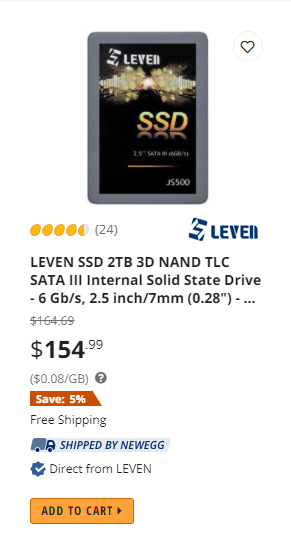 LEVEN
SSD
2.5" SATA III (6GB/s)
JS500
(24)
LEVEN
LEVEN SSD 2TB 3D NAND TLC
SATA III Internal Solid State Drive
- 6 Gb/s, 2.5 inch/7mm (0.28") - ...
$164.69
$154.99
($0.08/GB) ?
Save: 5%
Free Shipping
SHIPPED BY NEWEGG
Direct from LEVEN
ADD TO CART